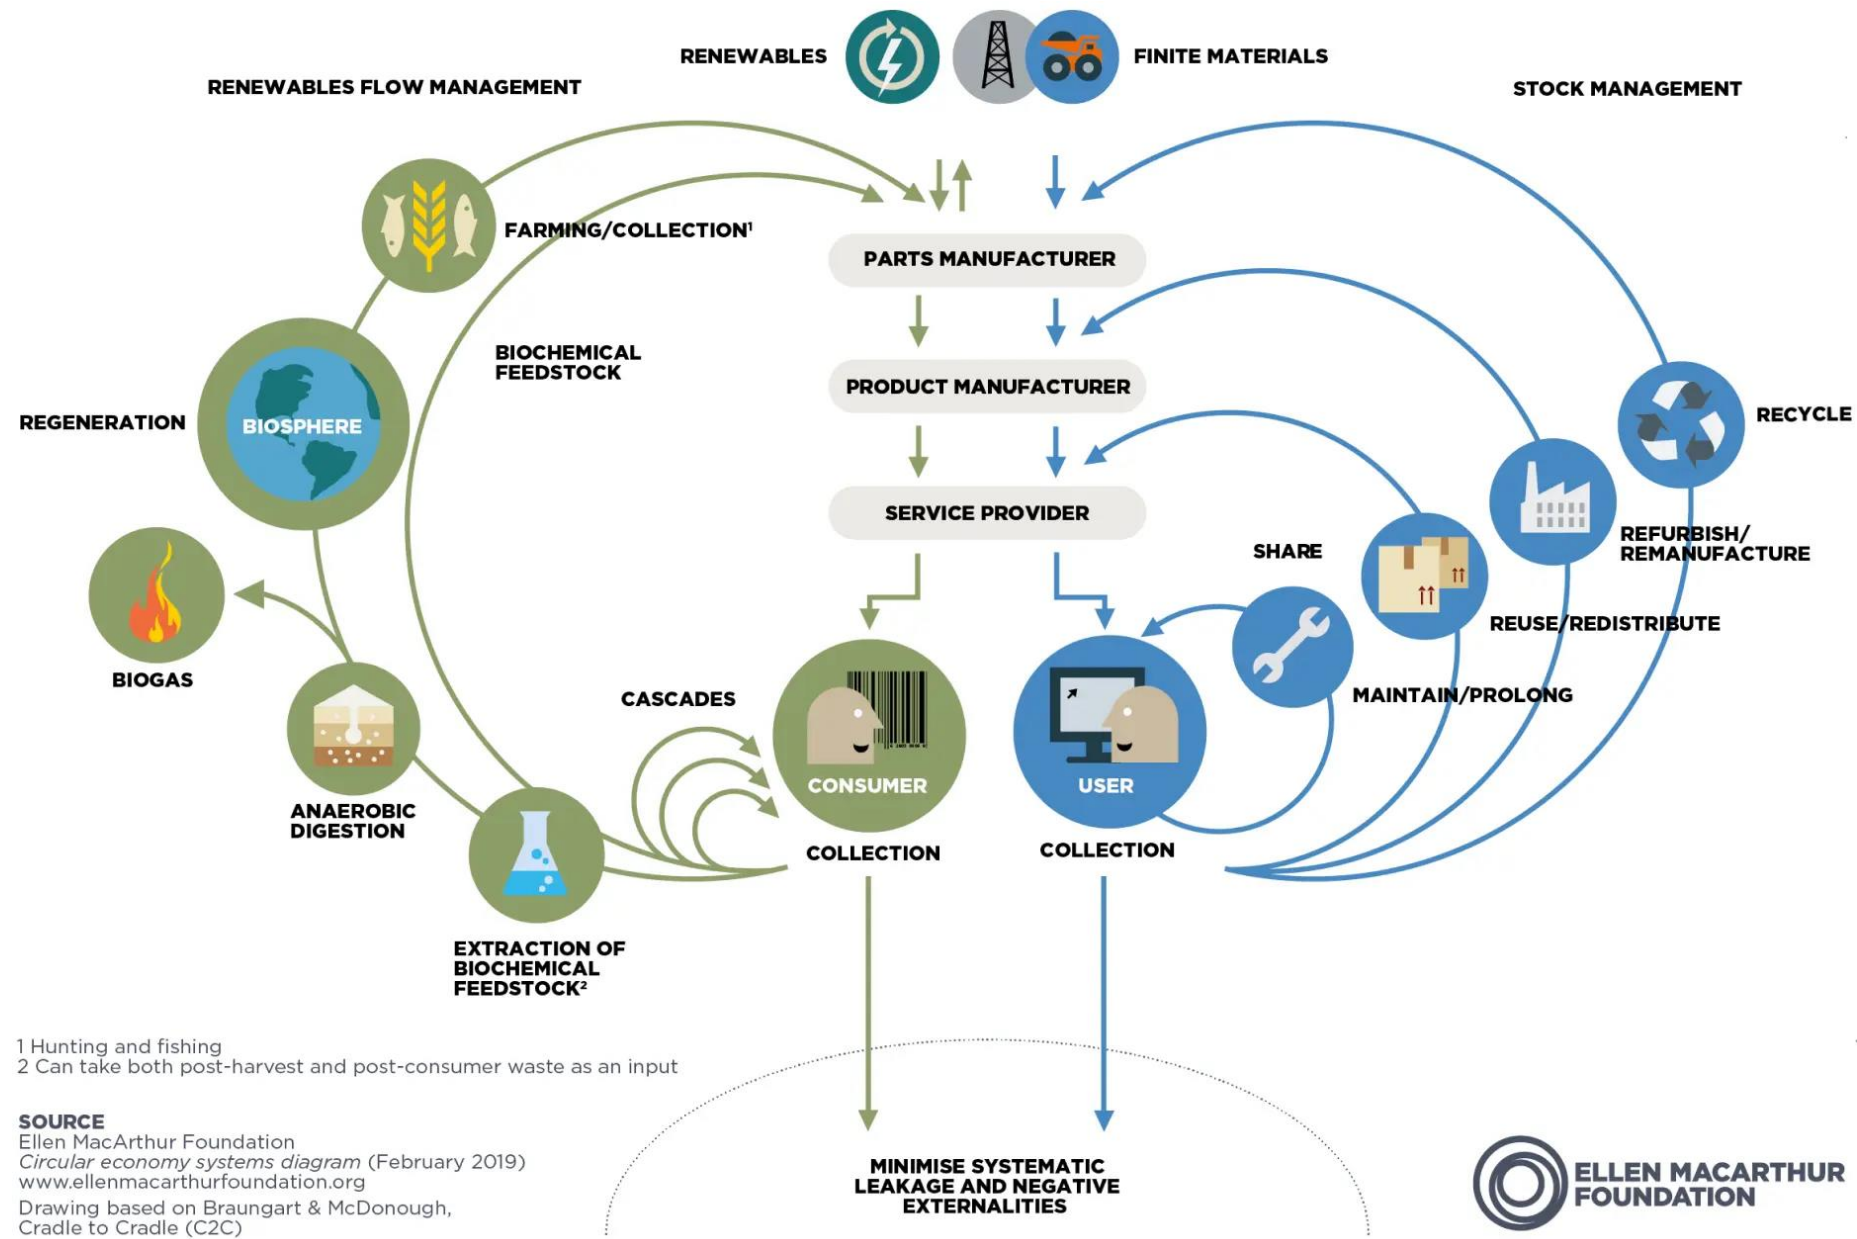 RENEWABLES
FINITE MATERIALS
RENEWABLES FLOW MANAGEMENT
STOCK MANAGEMENT
FARMING/COLLECTION¹
PARTS MANUFACTURER
BIOCHEMICAL
FEEDSTOCK
PRODUCT MANUFACTURER
REGENERATION
BIOSPHERE
RECYCLE
SERVICE PROVIDER
SHARE
REFURBISH/
REMANUFACTURE
REUSE/REDISTRIBUTE
BIOGAS
CASCADES
MAINTAIN/PROLONG
CONSUMER
USER
ANAEROBIC
DIGESTION
COLLECTION
COLLECTION
EXTRACTION OF
BIOCHEMICAL
FEEDSTOCK²
1 Hunting and fishing
2 Can take both post-harvest and post-consumer waste as an input
SOURCE
Ellen MacArthur Foundation
Circular economy systems diagram (February 2019)
www.ellenmacarthurfoundation.org
Drawing based on Braungart & McDonough,
Cradle to Cradle (C2C)
MINIMISE SYSTEMATIC
LEAKAGE AND NEGATIVE
EXTERNALITIES
ELLEN MACARTHUR
FOUNDATION